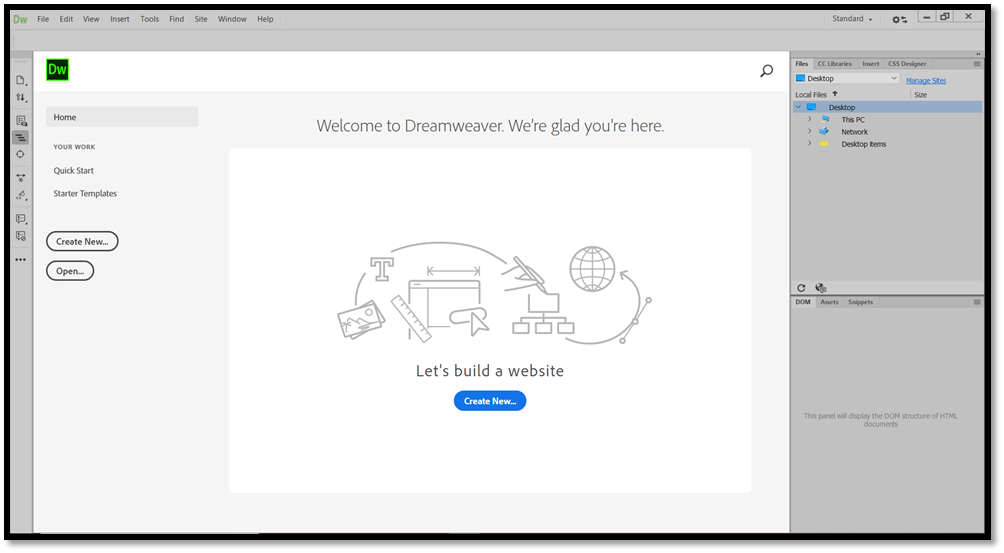 Dw File Edit View Insert Tools Find Site Window Help Standard
Dw
Home
YOUR WORK
Quick Start
Starter Templates
Create New...
Open...
Welcome to Dreamweaver. We're glad you're here.
T
Let's build a website
Create New...
Files CC Libraries Insert CSS Designer
Desktop Manage Sites
Local Files Size
Desktop
This PC
Network
Desktop items
DOM Assets Snippets
This panel will display the DOM structure of HTML
documents